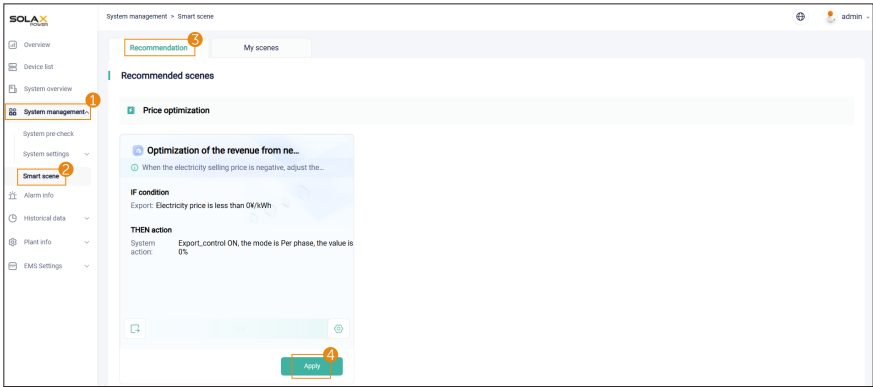 SOLAX
POWER
System management > Smart scene
admin
Overview
Device list
System overview
1
System management
System pre-check
System settings
2
Smart scene
Alarm info
Historical data
Plant info
EMS Settings
3
Recommendation
My scenes
Recommended scenes
Price optimization
Optimization of the revenue from ne...
When the electricity selling price is negative, adjust the...
IF condition
Export: Electricity price is less than 0¥/kWh
THEN action
System action: Export_control ON, the mode is Per phase, the value is
0%
4
Apply